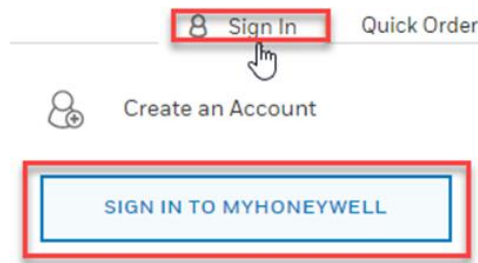 Sign In Quick Order
Create an Account
SIGN IN TO MYHONEYWELL